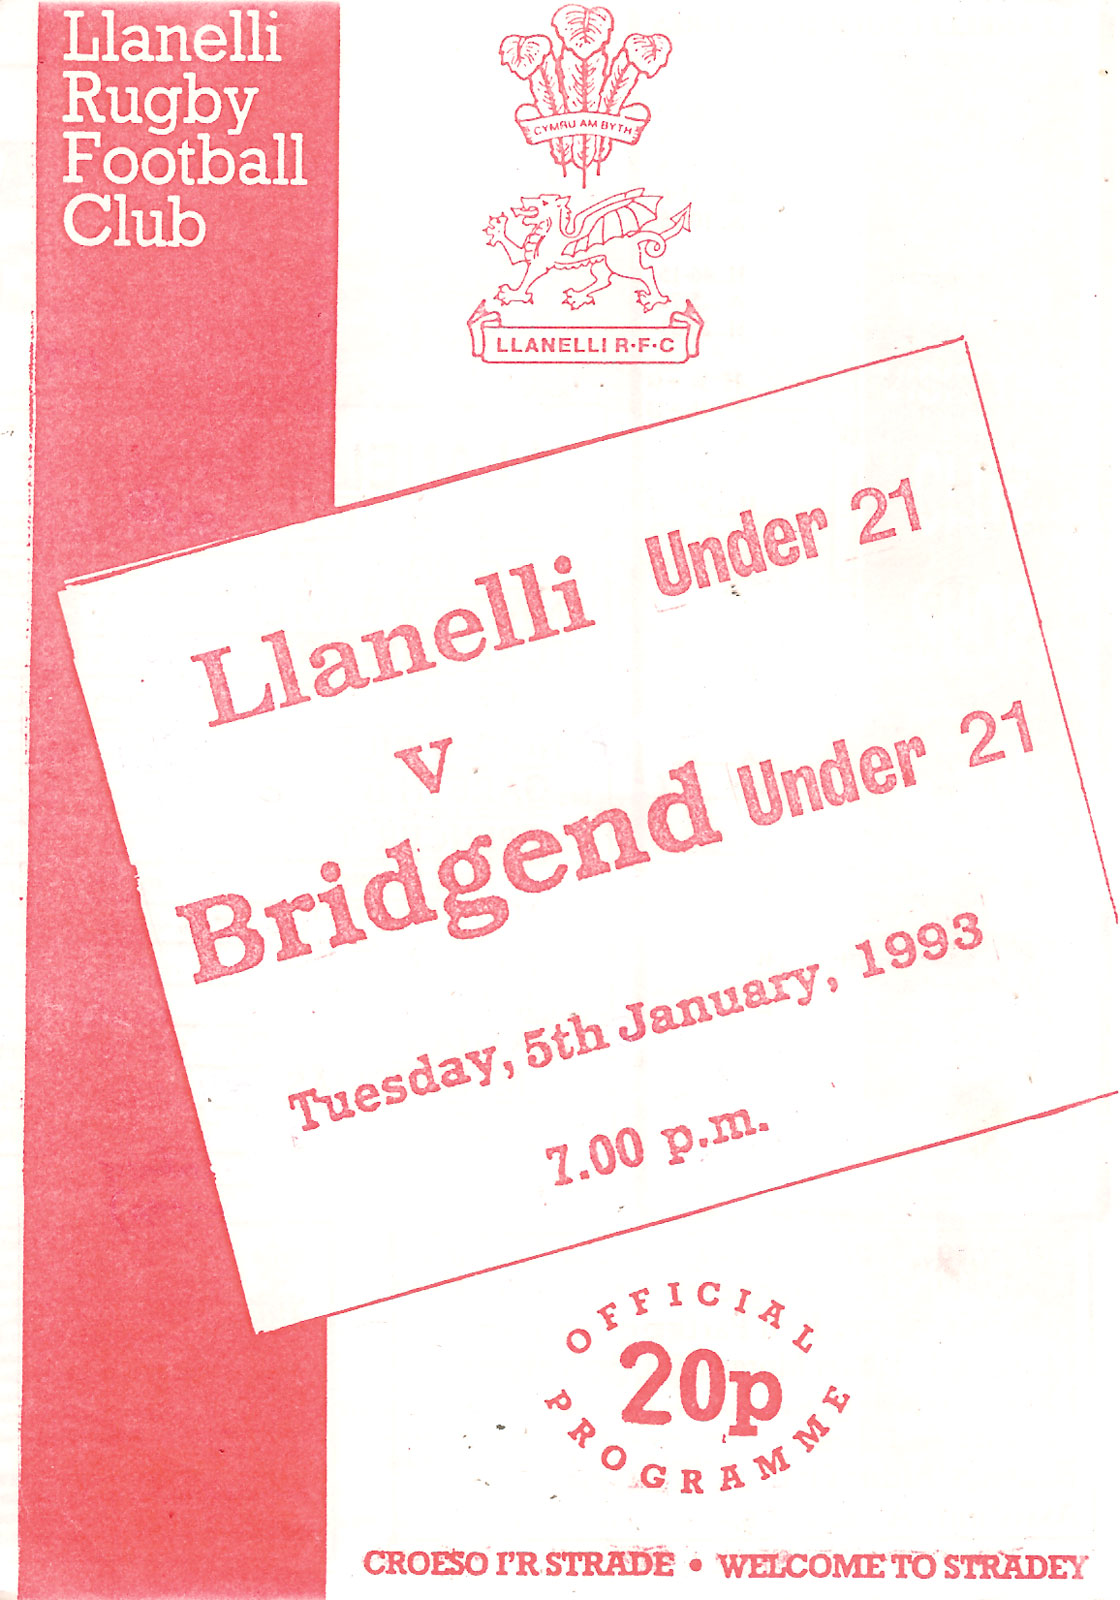 Llanelli
Rugby
Football
Club
CYMRU AM BYTH
LLANELLI R·F·C
Llanelli Under 21
v
Bridgend Under 21
Tuesday, 5th January, 1993
7.00 p.m.
OFFICIAL
20p
PROGRAMME
CROESO I'R STRADE • WELCOME TO STRADEY